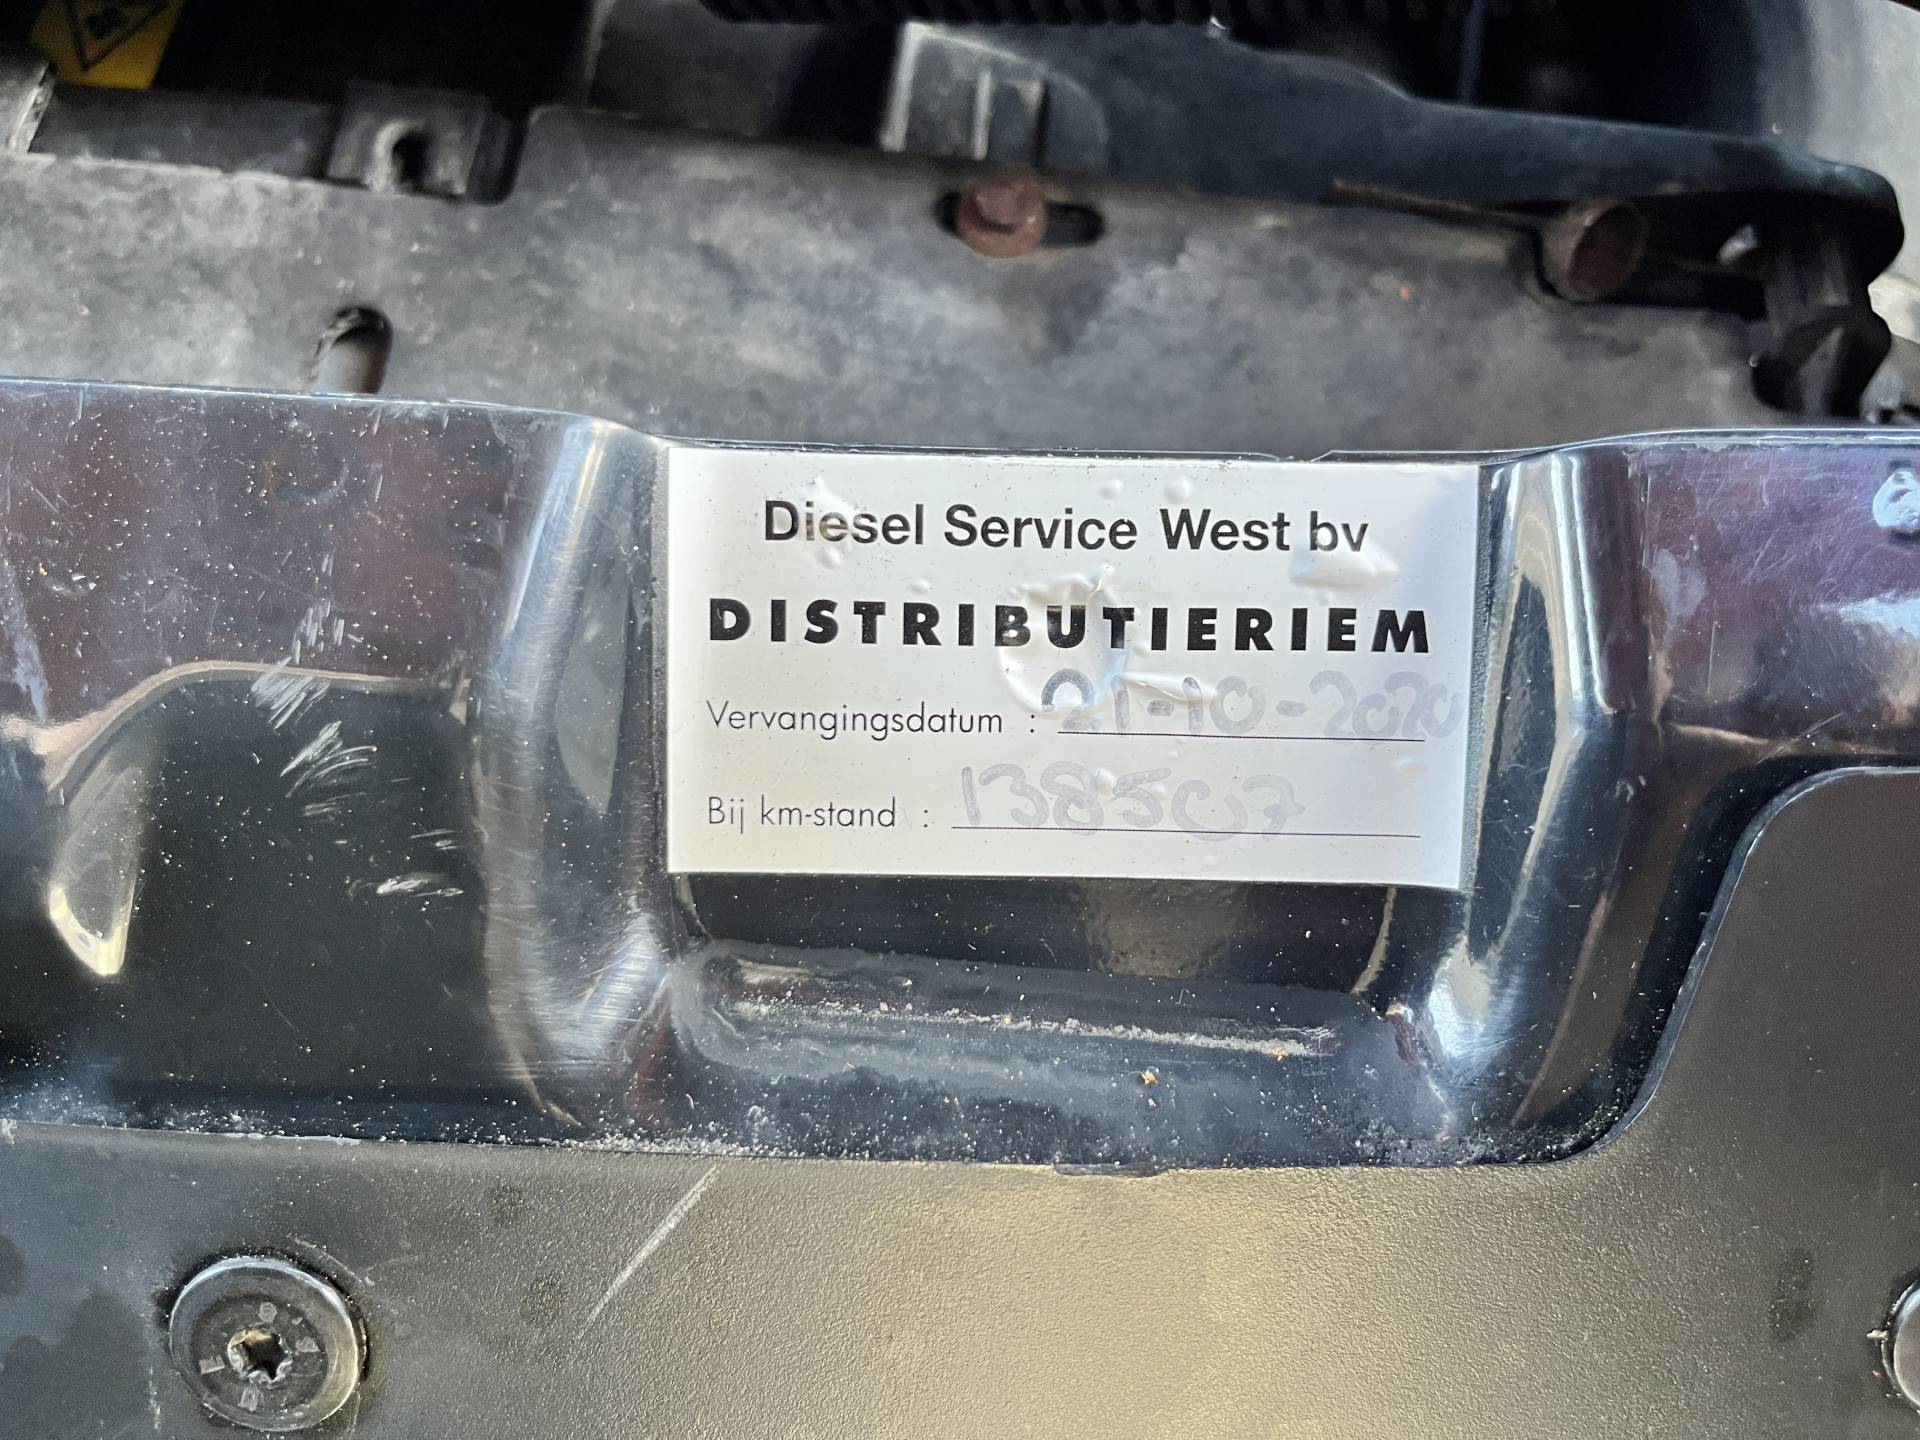 Diesel Service West bv
DISTRIBUTIERIEM
Vervangingsdatum : 21-10-2020
Bij km-stand : 138507